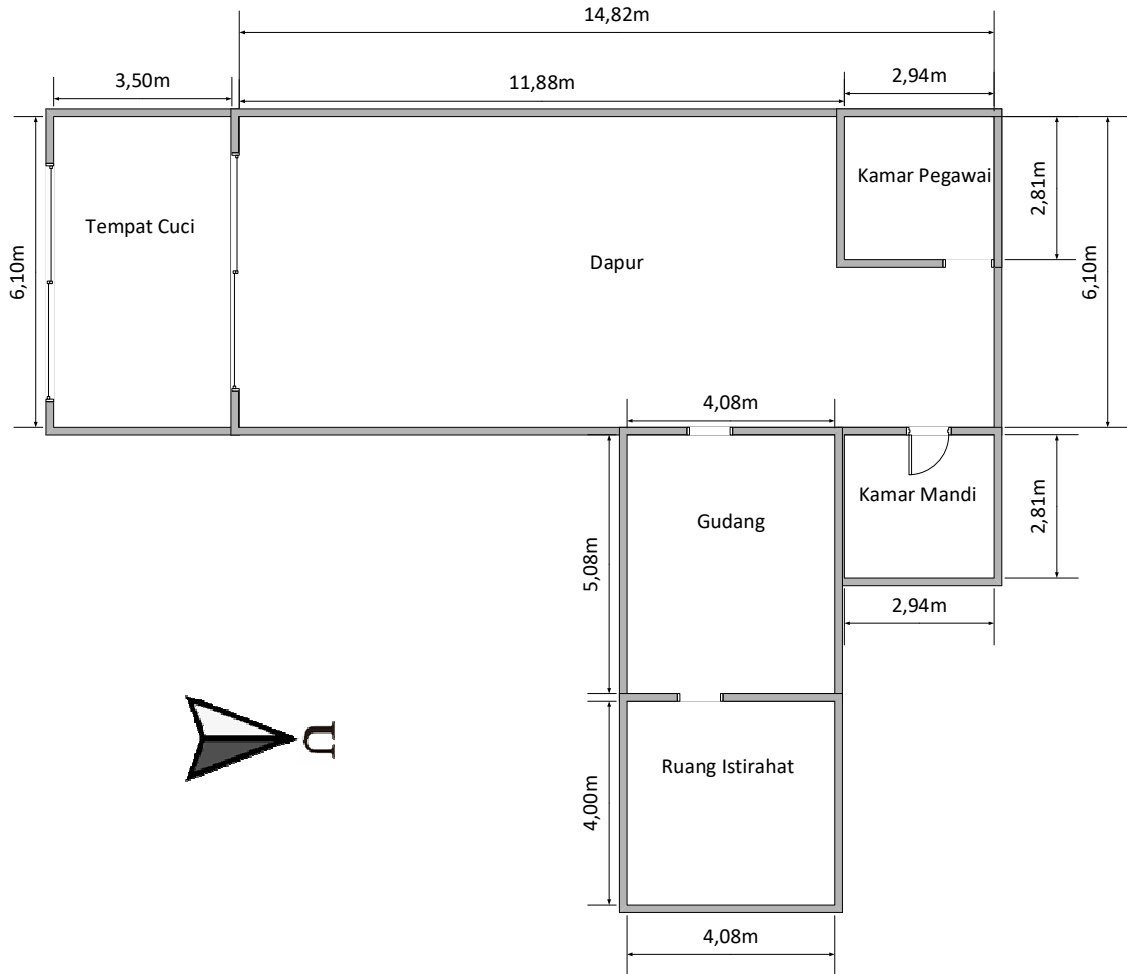 14,82m
3,50m
11,88m
2,94m
Kamar Pegawai
2,81m
Tempat Cuci
6,10m
Dapur
6,10m
4,08m
Kamar Mandi
2,81m
Gudang
5,08m
2,94m
U
Ruang Istirahat
4,00m
4,08m